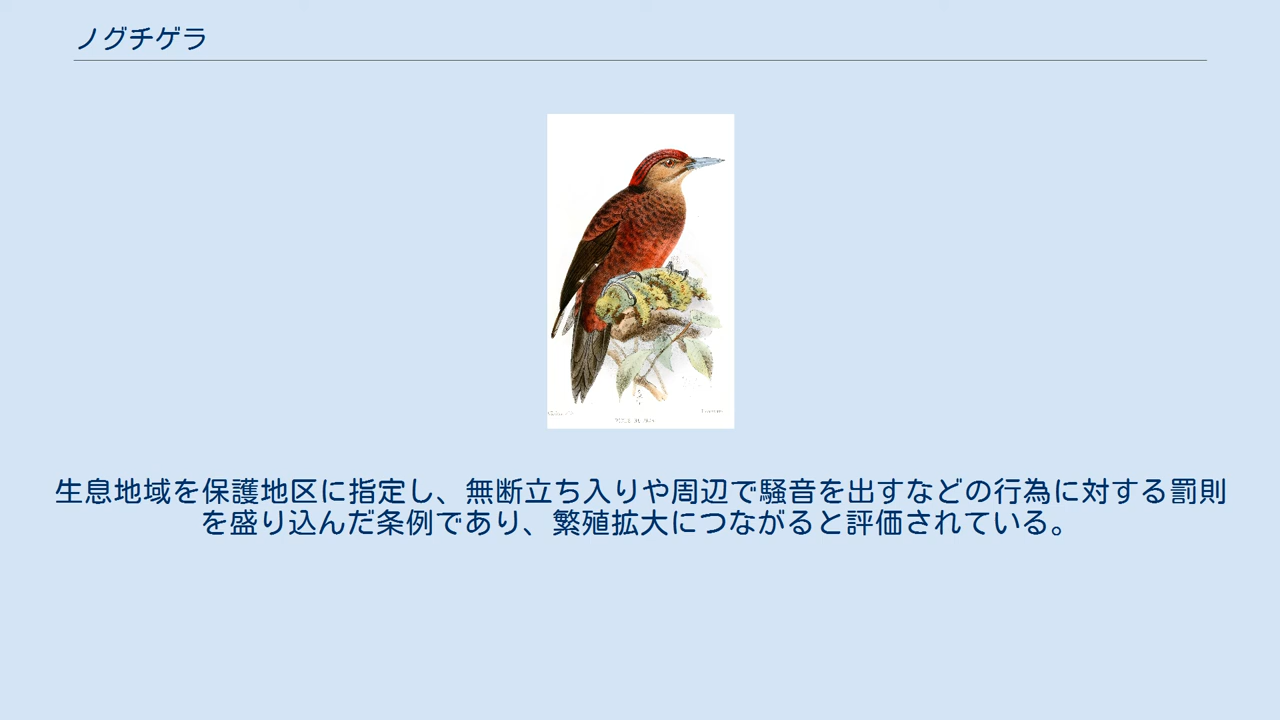 ノグチゲラ
生息地域を保護地区に指定し、無断立ち入りや周辺で騒音を出すなどの行為に対する罰則
を盛り込んだ条例であり、繁殖拡大につながると評価されている。